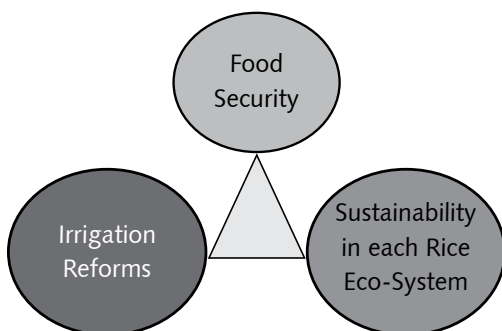 Food
Security
Irrigation
Reforms
Sustainability
in each Rice
Eco-System